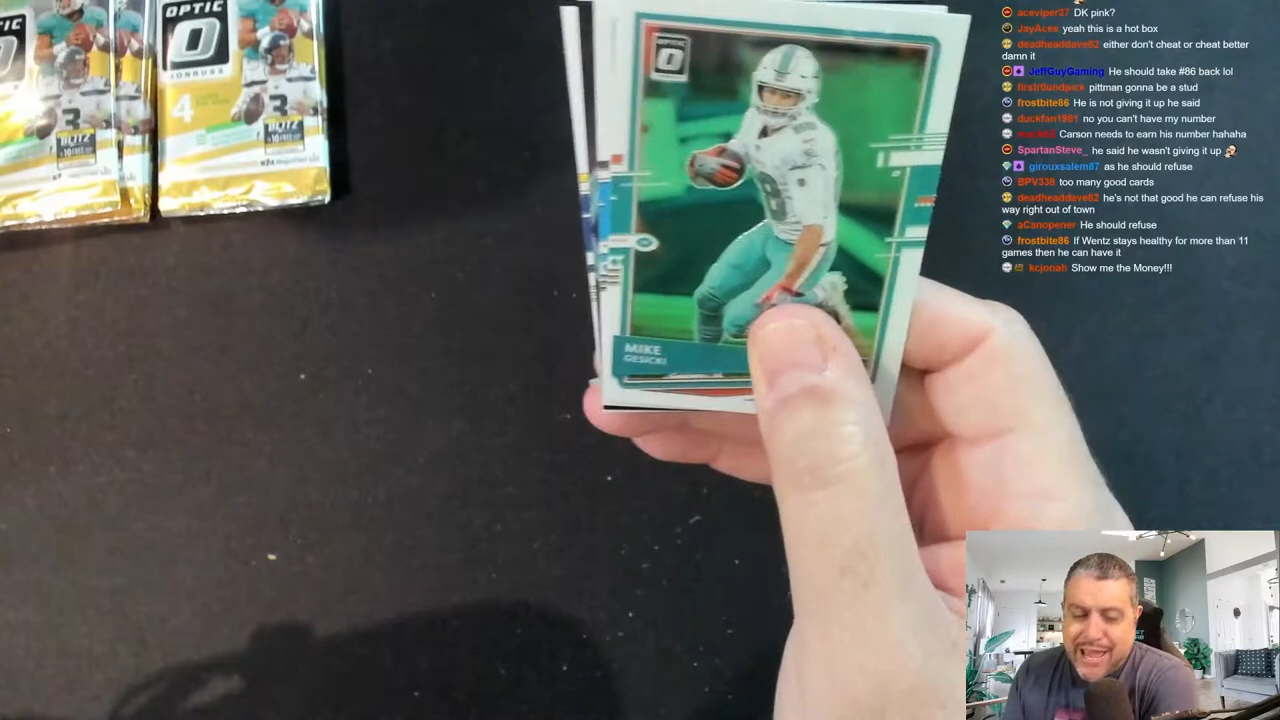 OPTIC
DONRUSS
4
3
BLITZ
3
BLITZ
OPTIC
MIKE
GESICKI
8
aceviper27 DK pink?
JayAces yeah this is a hot box
deadheaddave82 either don't cheat or cheat better
damn it
JeffGuyGaming He should take #86 back lol
firstr0undpick pittman gonna be a stud
frostbite86 He is not giving it up he said
duckfan1981 no you can't have my number
Carson needs to earn his number hahaha
SpartanSteve_ he said he wasn't giving it up
girouxsalem87 as he should refuse
BPV338 too many good cards
deadheaddave82 he's not that good he can refuse his
way right out of town
aCanopener He should refuse
frostbite86 If Wentz stays healthy for more than 11
games then he can have it
kcjonah Show me the Money!!!